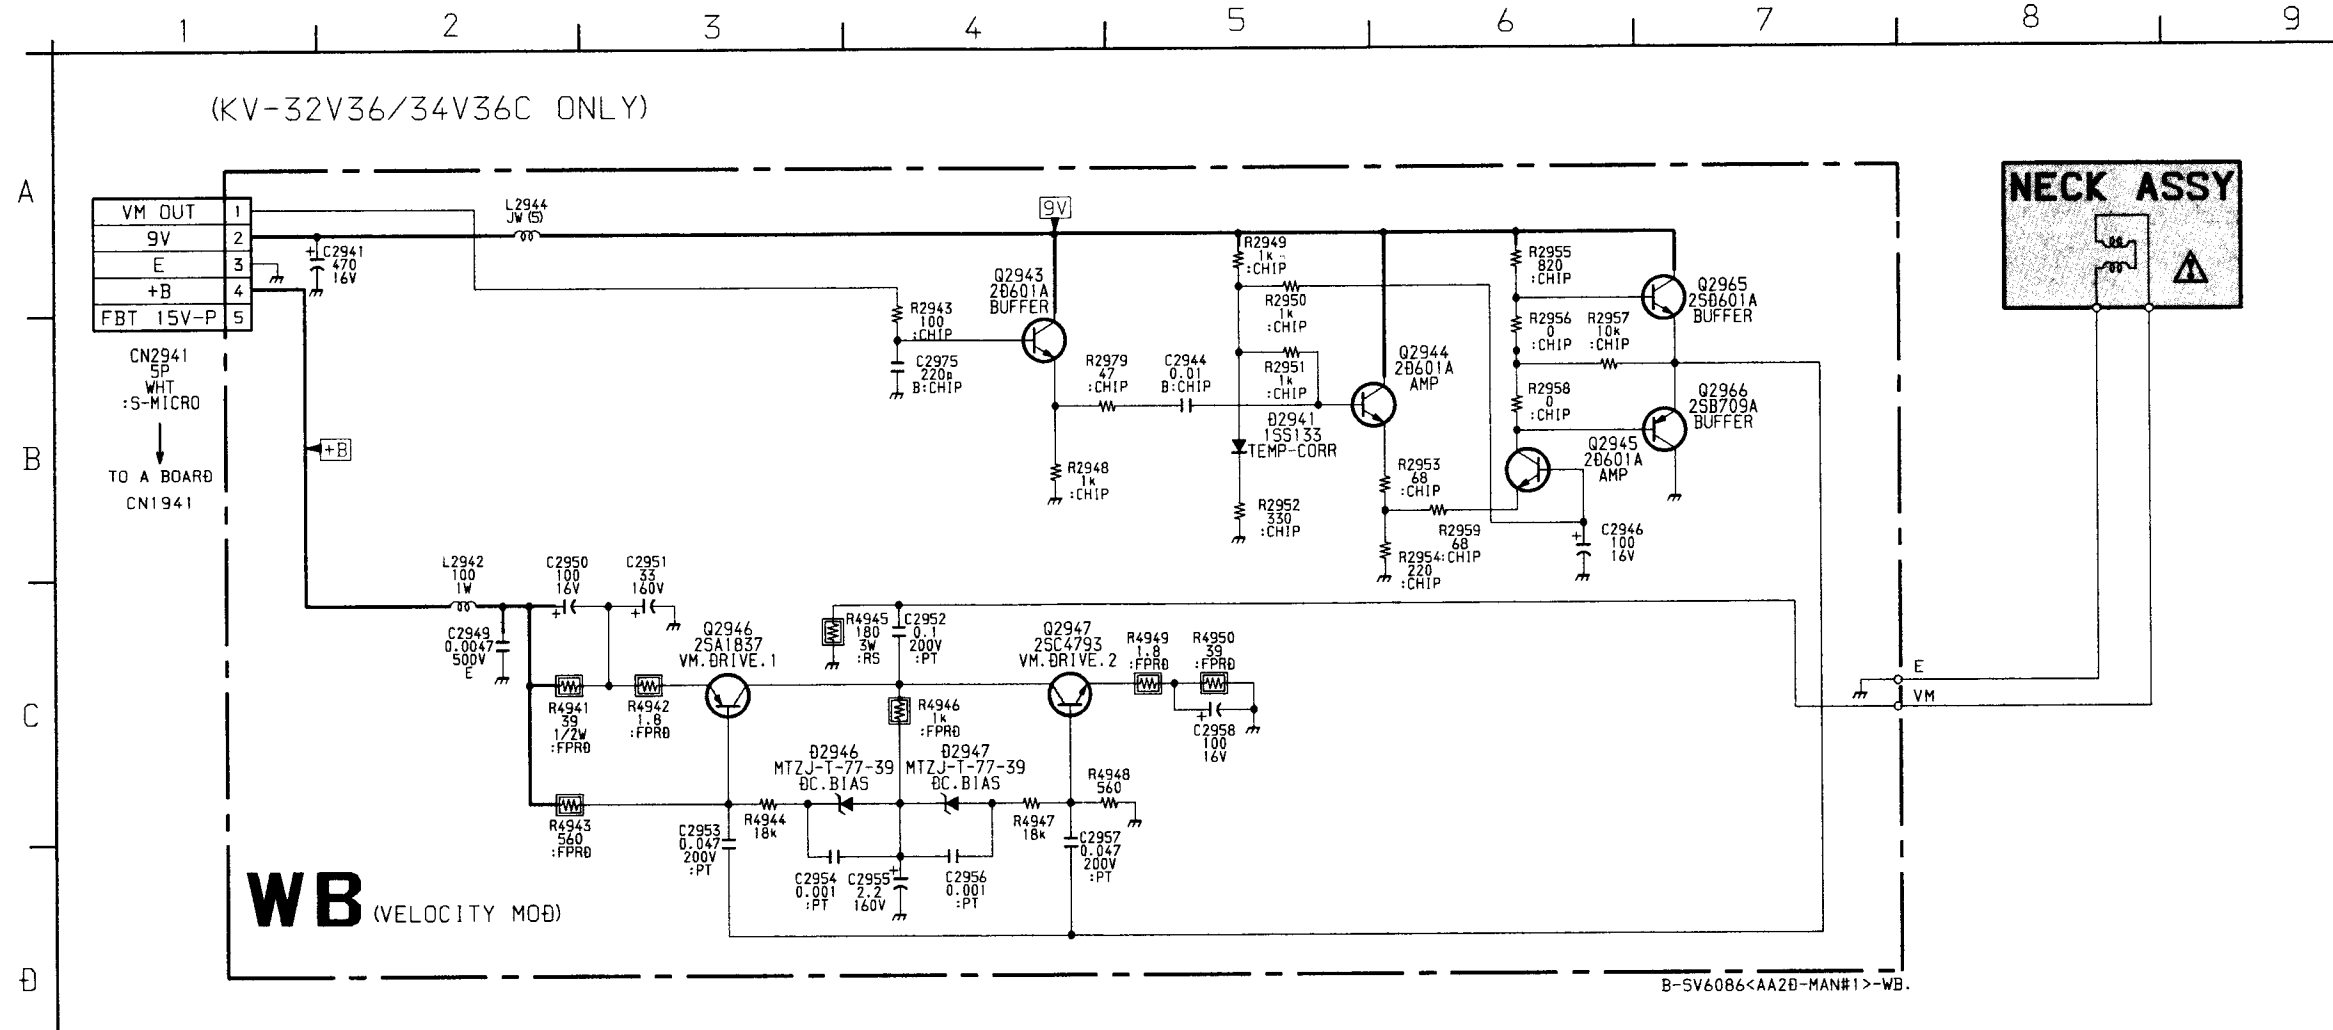 1 2 3 4 5 6 7 8 9
A
B
C
D
(KV-32V36/34V36C ONLY)
VM OUT 1
9V 2
E 3
+B 4
FBT 15V-P 5
CN2941
5P
WHT
:S-MICRO
TO A BOARD
CN1941
+B
C2941
470
16V
L2944
JW(5)
9V
Q2943
2D601A
BUFFER
R2943
100
:CHIP
C2975
220p
B:CHIP
R2979
47
:CHIP
C2944
0.01
B:CHIP
R2948
1k
:CHIP
R2949
1k
:CHIP
R2950
1k
:CHIP
R2951
1k
:CHIP
D2941
1SS133
TEMP-CORR
R2952
330
:CHIP
Q2944
2D601A
AMP
R2953
68
:CHIP
R2954
220
:CHIP
R2959
68
:CHIP
R2955
820
:CHIP
R2956
0
:CHIP
R2957
10k
:CHIP
R2958
0
:CHIP
Q2965
2SD601A
BUFFER
Q2966
2SB709A
BUFFER
Q2945
2D601A
AMP
C2946
100
16V
NECK ASSY
L2942
100
1W
C2950
100
16V
C2951
33
160V
C2949
0.0047
500V
E
R4941
39
1/2W
:FPRD
R4942
1.8
:FPRD
R4943
560
:FPRD
Q2946
2SA1837
VM.DRIVE.1
R4945
180
3W
:RS
C2952
0.1
200V
:PT
Q2947
2SC4793
VM.DRIVE.2
R4949
1.8
:FPRD
R4950
39
:FPRD
C2958
100
16V
R4946
1k
:FPRD
D2946
MTZJ-T-77-39
DC.BIAS
D2947
MTZJ-T-77-39
DC.BIAS
R4948
560
R4944
18k
R4947
18k
C2953
0.047
200V
:PT
C2954
0.001
:PT
C2955
2.2
160V
C2956
0.001
:PT
C2957
0.047
200V
:PT
E
VM
WB (VELOCITY MOD)
B-SV6086<AA2D-MAN#1>-WB.